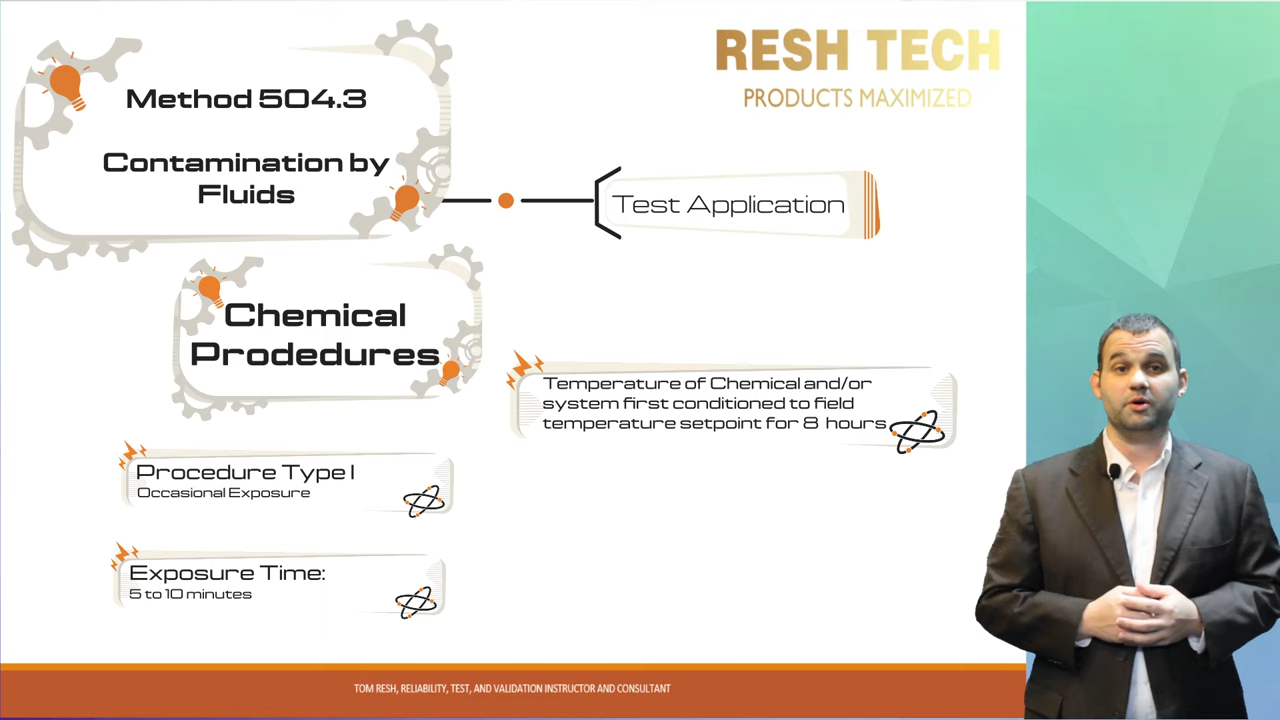 RESH TECH
PRODUCTS MAXIMIZED
Method 504.3
Contamination by
Fluids
Test Application
Chemical
Prodedures
Temperature of Chemical and/or
system first conditioned to field
temperature setpoint for 8 hours
Procedure Type I
Occasional Exposure
Exposure Time:
5 to 10 minutes
TOM RESH, RELIABILITY, TEST, AND VALIDATION INSTRUCTOR AND CONSULTANT